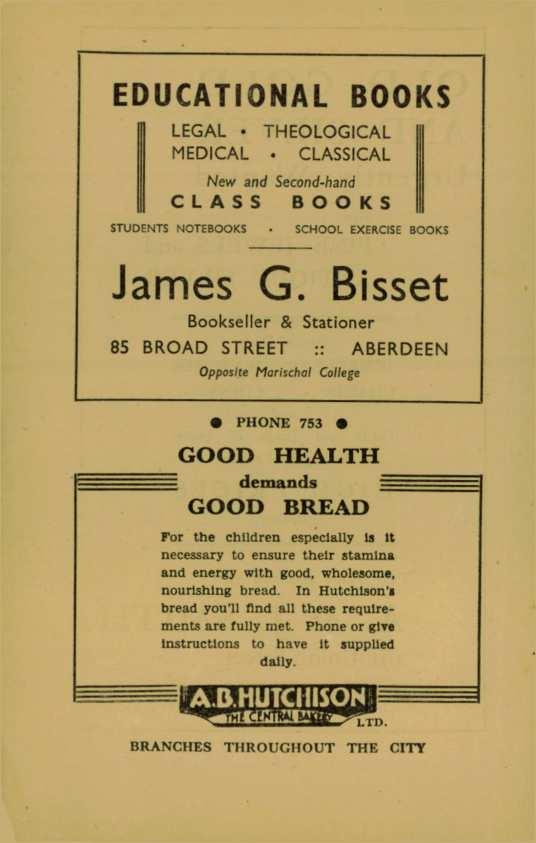 EDUCATIONAL BOOKS
LEGAL • THEOLOGICAL
MEDICAL • CLASSICAL
New and Second-hand
CLASS BOOKS
STUDENTS NOTEBOOKS • SCHOOL EXERCISE BOOKS
James G. Bisset
Bookseller & Stationer
85 BROAD STREET :: ABERDEEN
Opposite Marischal College
● PHONE 753 ●
GOOD HEALTH
demands
GOOD BREAD
For the children especially is it
necessary to ensure their stamina
and energy with good, wholesome,
nourishing bread. In Hutchison's
bread you'll find all these require-
ments are fully met. Phone or give
instructions to have it supplied
daily.
A.B. HUTCHISON
THE CENTRAL BAKERY
LTD.
BRANCHES THROUGHOUT THE CITY